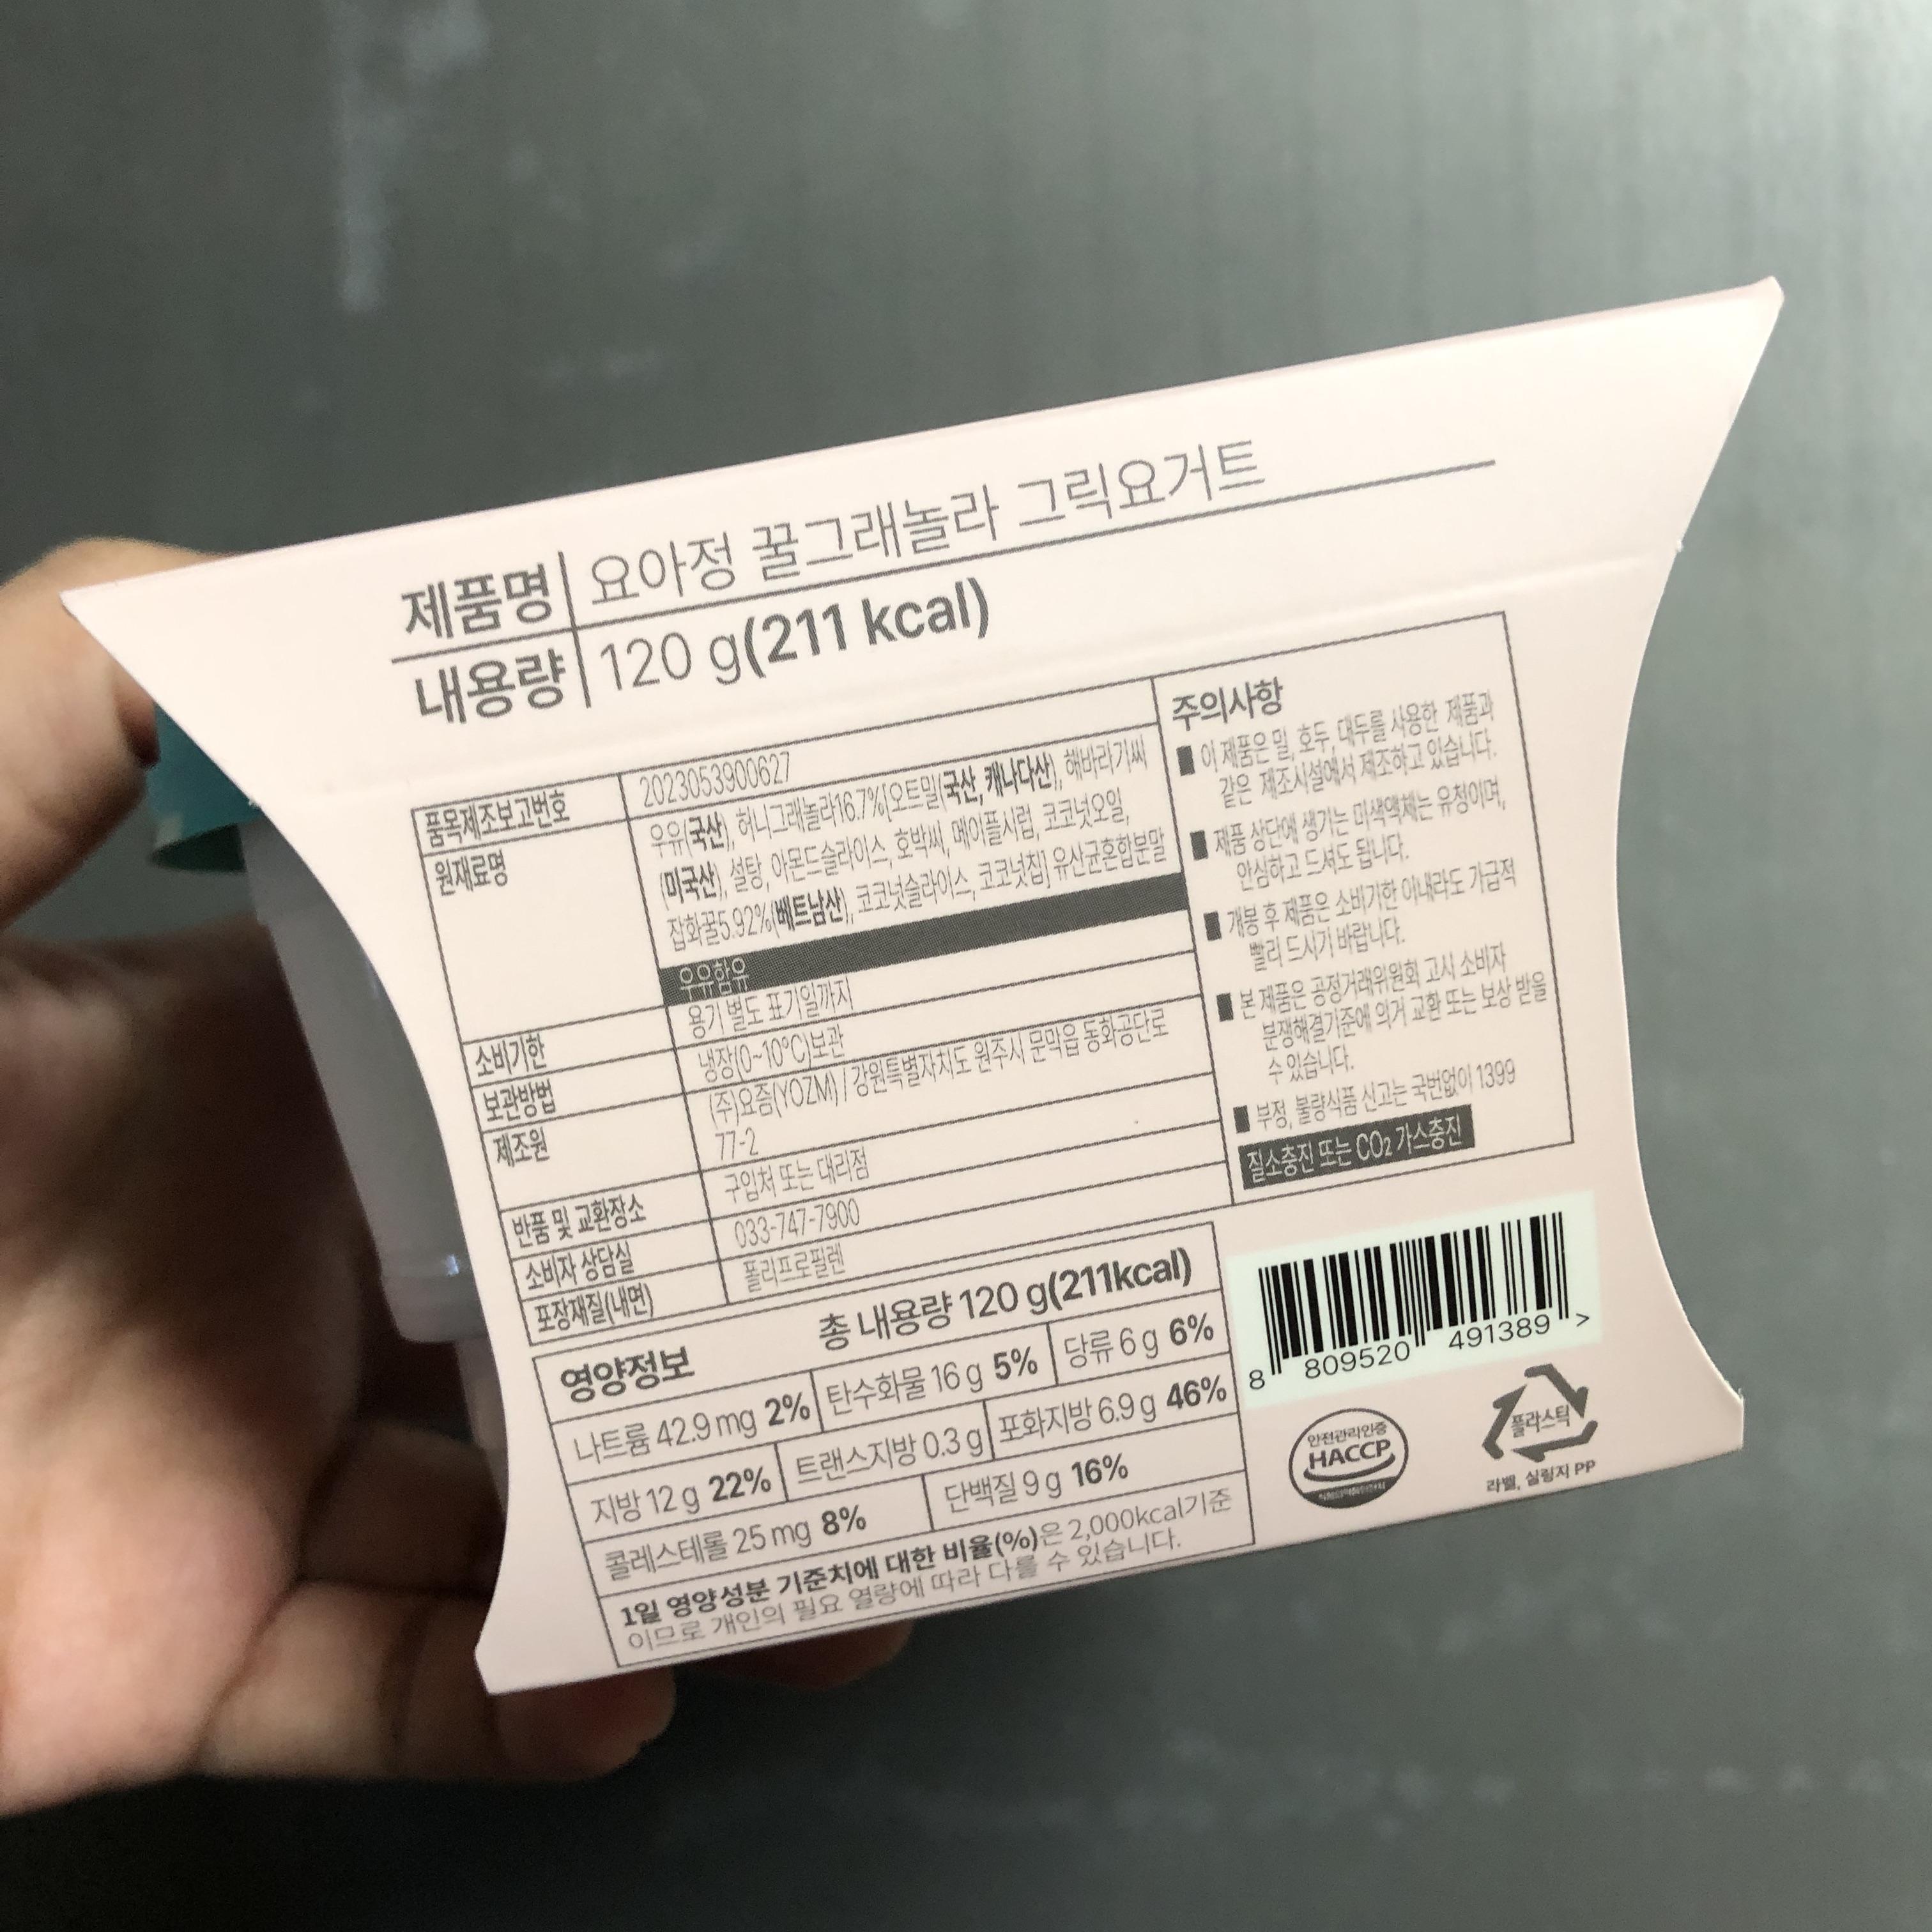 제품명 요아정 꿀그래놀라 그릭요거트
내용량 120 g(211 kcal)
품목제조보고번호 2023053900627
원재료명 우유(국산), 허니그래놀라16.7%[오트밀(국산, 캐나다산), 해바라기씨
(미국산), 설탕, 아몬드슬라이스, 호박씨, 메이플시럽, 코코넛오일,
잡화꿀5.92%(베트남산), 코코넛슬라이스, 코코넛칩] 유산균혼합분말
우유함유
소비기한 용기 별도 표기일까지
보관방법 냉장(0~10°C)보관
제조원 (주)요즘(YOZM) / 강원특별자치도 원주시 문막읍 동화공단로
77-2
반품 및 교환장소 구입처 또는 대리점
소비자 상담실 033-747-7900
포장재질(내면) 폴리프로필렌
주의사항
■ 이 제품은 밀, 호두, 대두를 사용한 제품과
같은 제조시설에서 제조하고 있습니다.
■ 제품 상단에 생기는 미색액체는 유청이며,
안심하고 드셔도 됩니다.
■ 개봉 후 제품은 소비기한 이내라도 가급적
빨리 드시기 바랍니다.
■ 본 제품은 공정거래위원회 고시 소비자
분쟁해결기준에 의거 교환 또는 보상 받을
수 있습니다.
■ 부정, 불량식품 신고는 국번없이 1399
질소충진 또는 CO₂ 가스충진
영양정보 총 내용량 120 g(211kcal)
나트륨 42.9 mg 2% 탄수화물 16 g 5% 당류 6 g 6%
지방 12 g 22% 트랜스지방 0.3 g 포화지방 6.9 g 46%
콜레스테롤 25 mg 8% 단백질 9 g 16%
1일 영양성분 기준치에 대한 비율(%)은 2,000kcal기준
이므로 개인의 필요 열량에 따라 다를 수 있습니다.
8 809520 491389 >
안전관리인증
HACCP
플라스틱
라벨, 실링지 PP